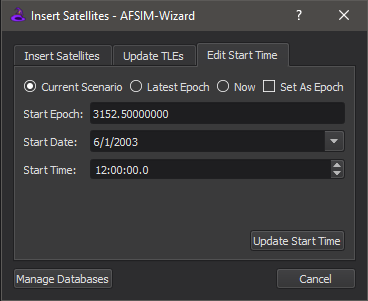 Insert Satellites - AFSIM-Wizard ? ×
Insert Satellites Update TLEs Edit Start Time
Current Scenario Latest Epoch Now Set As Epoch
Start Epoch: 3152.50000000
Start Date: 6/1/2003
Start Time: 12:00:00.0
Update Start Time
Manage Databases Cancel